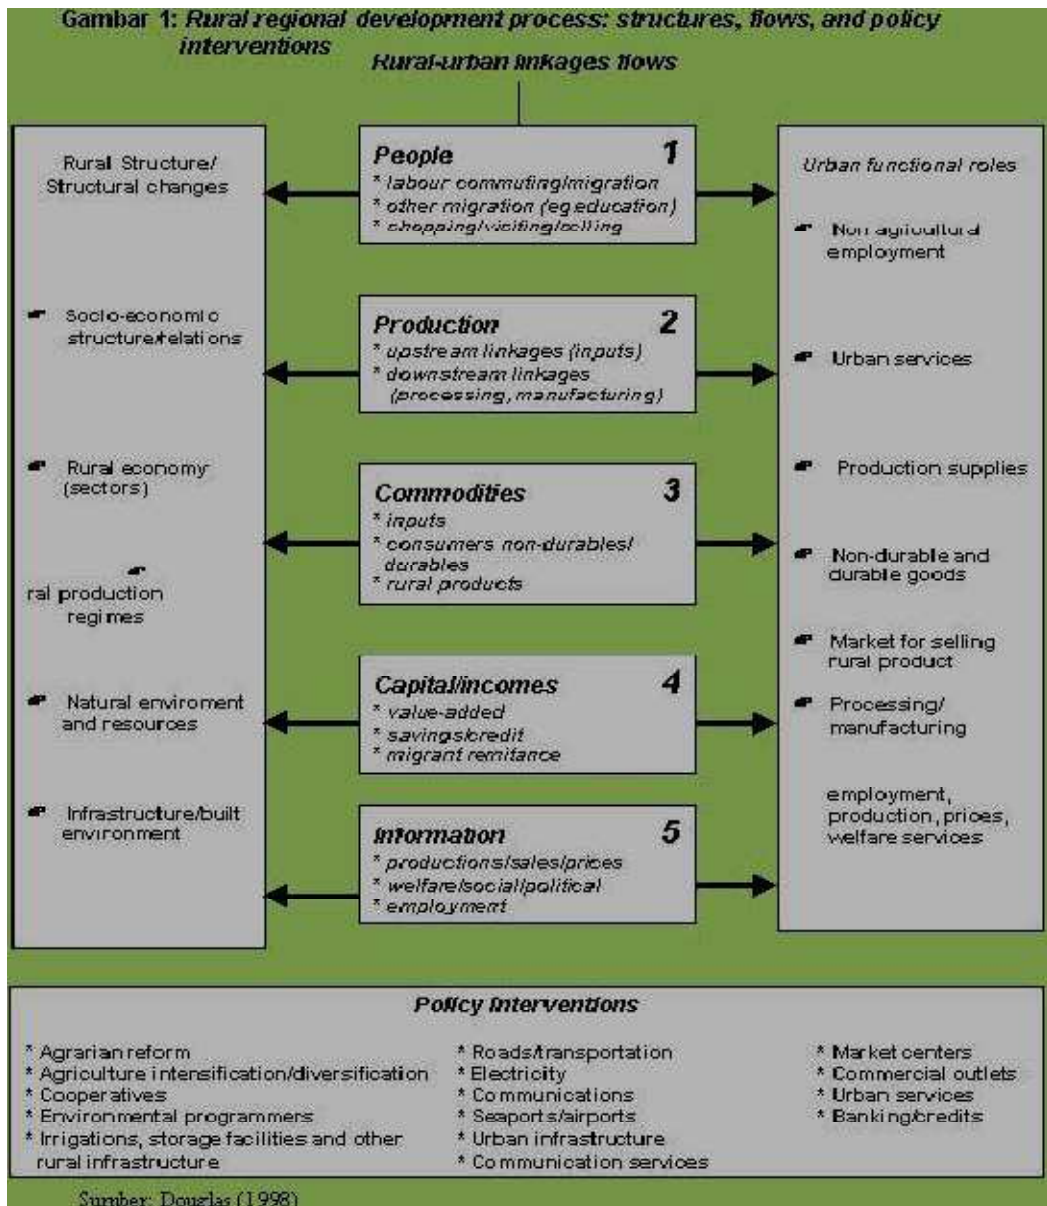 Gambar 1: Rural regional development process: structures, flows, and policy
interventions
Rural-urban linkages flows
Rural Structure/
Structural changes
Socio-economic
structure/relations
Rural economy
(sectors)
ral production
regimes
Natural enviroment
and resources
Infrastructure/built
environment
People 1
* labour commuting/migration
* other migration (eg.education)
* shopping/visiting/selling
Production 2
* upstream linkages (inputs)
* downstream linkages
(processing, manufacturing)
Commodities 3
* inputs
* consumers non-durables/
durables
* rural products
Capital/incomes 4
* value-added
* savings/credit
* migrant remitance
Information 5
* productions/sales/prices
* welfare/social/political
* employment
Urban functional roles
Non agricultural
employment
Urban services
Production supplies
Non-durable and
durable goods
Market for selling
rural product
Processing/
manufacturing
employment,
production, prices,
welfare services
Policy Interventions
* Agrarian reform
* Agriculture intensification/diversification
* Cooperatives
* Environmental programmers
* Irrigations, storage facilities and other
rural infrastructure
* Roads/transportation
* Electricity
* Communications
* Seaports/airports
* Urban infrastructure
* Communication services
* Market centers
* Commercial outlets
* Urban services
* Banking/credits
Sumber: Douglas (1998)